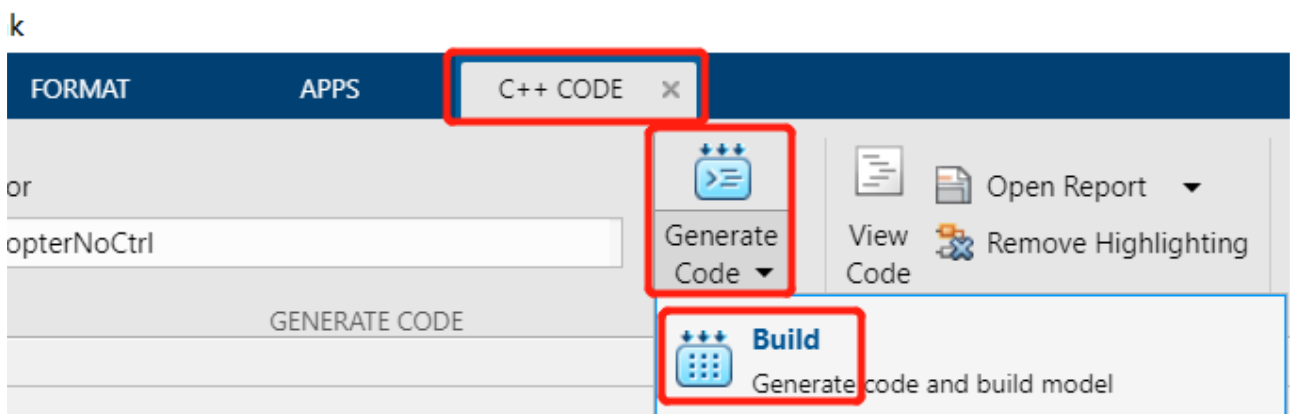 k
FORMAT APPS C++ CODE
or
opterNoCtrl
Generate Code
View Code
Open Report
Remove Highlighting
GENERATE CODE
Build
Generate code and build model